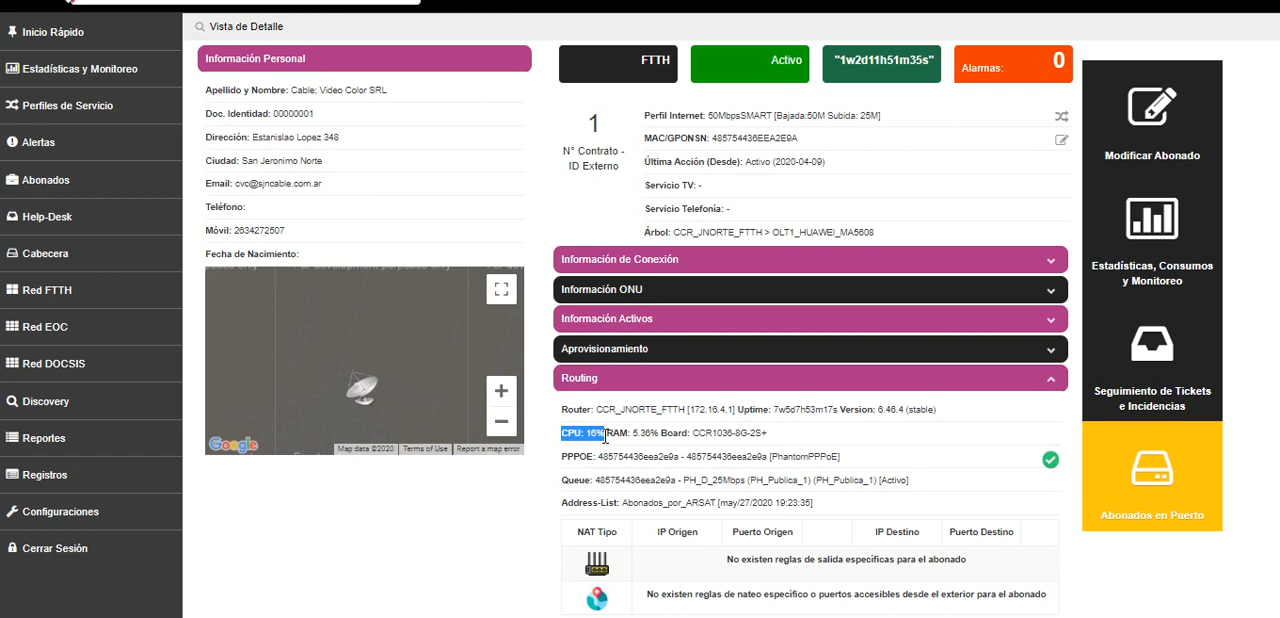 Inicio Rápido
Estadísticas y Monitoreo
Perfiles de Servicio
Alertas
Abonados
Help-Desk
Cabecera
Red FTTH
Red EOC
Red DOCSIS
Discovery
Reportes
Registros
Configuraciones
Cerrar Sesión
Vista de Detalle
Información Personal
Apellido y Nombre: Cable; Video Color SRL
Doc. Identidad: 00000001
Dirección: Estanislao Lopez 348
Ciudad: San Jeronimo Norte
Email: cvc@sjncable.com.ar
Teléfono:
Móvil: 2634272507
Fecha de Nacimiento:
Google
Map data ©2020
Terms of Use
Report a map error
FTTH
Activo
"1w2d11h51m35s"
Alarmas: 0
1
N° Contrato -
ID Externo
Perfil Internet: 50MbpsSMART [Bajada:50M Subida: 25M]
MAC/GPONSN: 485754436EEA2E9A
Última Acción (Desde): Activo (2020-04-09)
Servicio TV: -
Servicio Telefonía: -
Árbol: CCR_JNORTE_FTTH > OLT1_HUAWEI_MA5608
Información de Conexión
Información ONU
Información Activos
Aprovisionamiento
Routing
Router: CCR_JNORTE_FTTH [172.16.4.1] Uptime: 7w5d7h53m17s Version: 6.46.4 (stable)
CPU: 16% RAM: 5.36% Board: CCR1036-8G-2S+
PPPOE: 485754436eea2e9a - 485754436eea2e9a [PhantomPPPoE]
Queue: 485754436eea2e9a - PH_D_25Mbps (PH_Publica_1) (PH_Publica_1) [Activo]
Address-List: Abonados_por_ARSAT [may/27/2020 19:23:35]
NAT Tipo IP Origen Puerto Origen IP Destino Puerto Destino
No existen reglas de salida específicas para el abonado
No existen reglas de nateo específico o puertos accesibles desde el exterior para el abonado
Modificar Abonado
Estadísticas, Consumos
y Monitoreo
Seguimiento de Tickets
e Incidencias
Abonados en Puerto